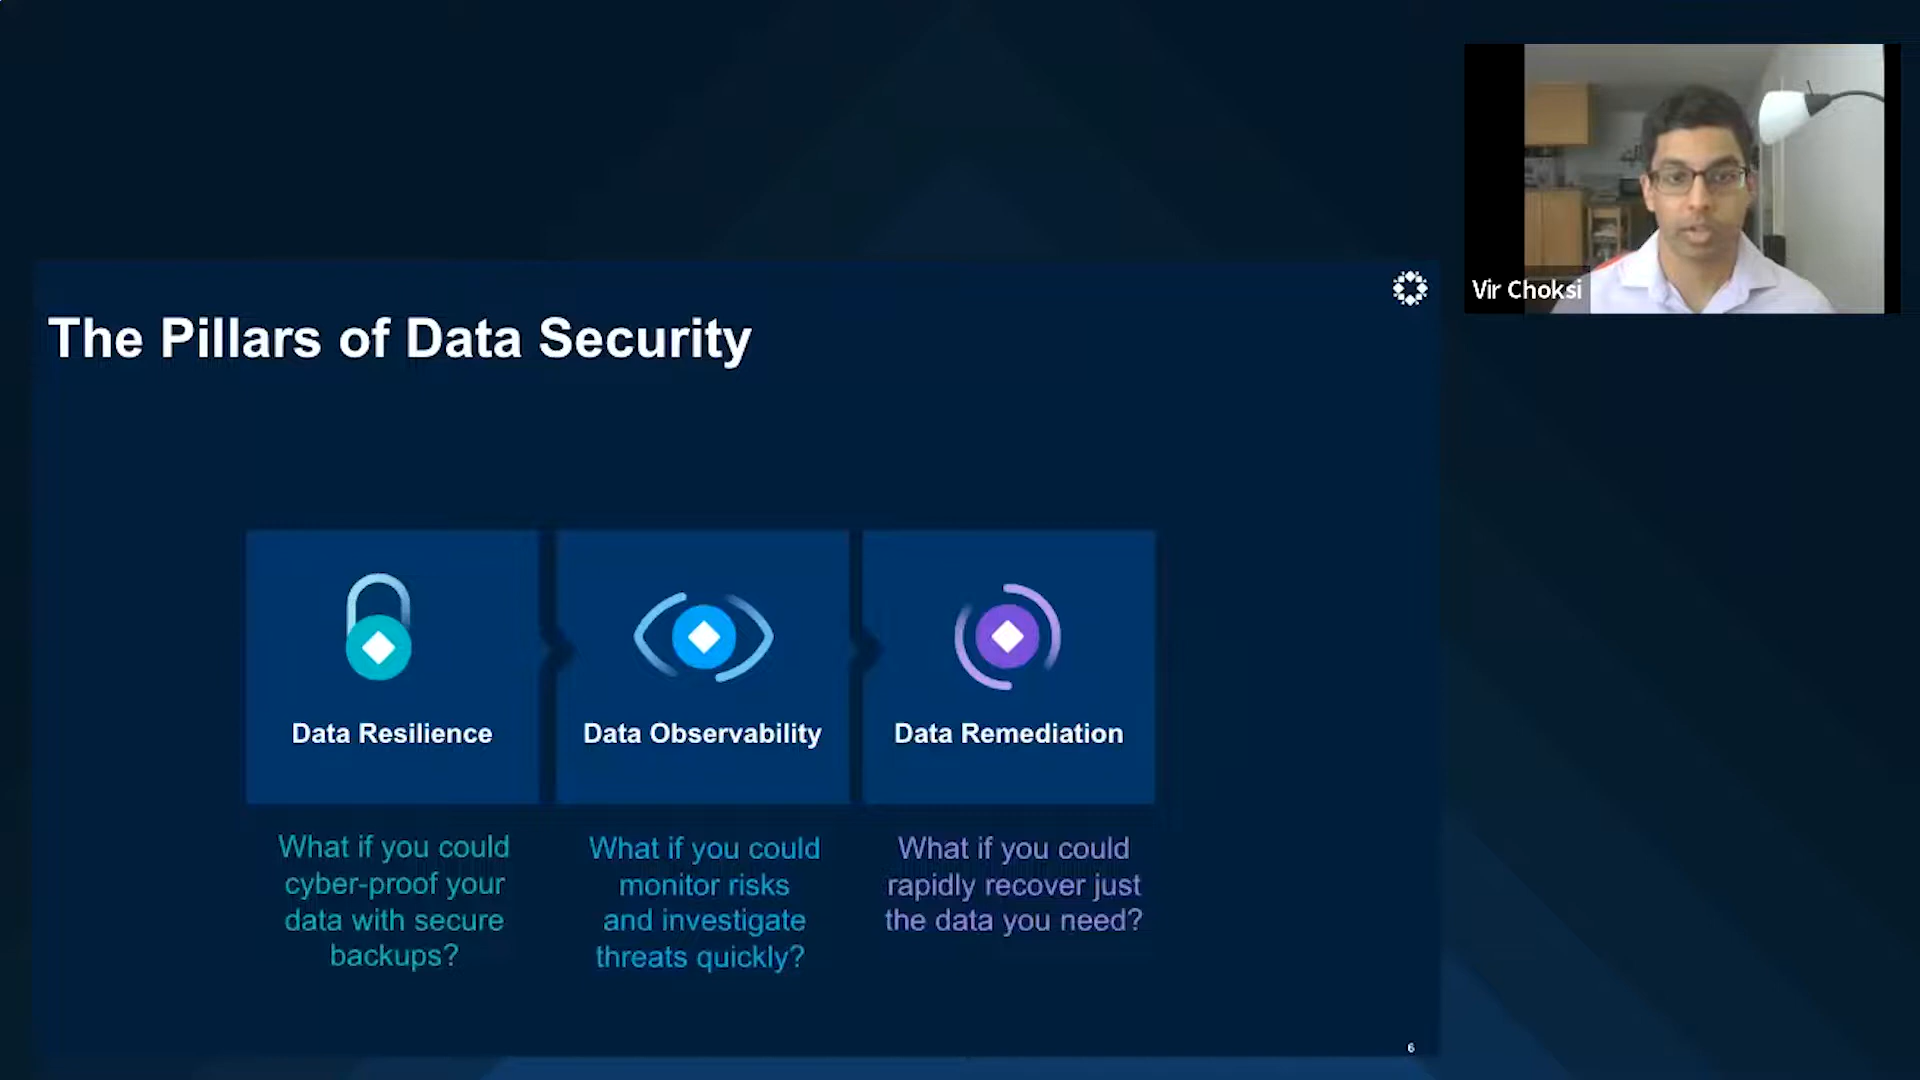 The Pillars of Data Security
Vir Choksi
Data Resilience
Data Observability
Data Remediation
What if you could
cyber-proof your
data with secure
backups?
What if you could
monitor risks
and investigate
threats quickly?
What if you could
rapidly recover just
the data you need?
6